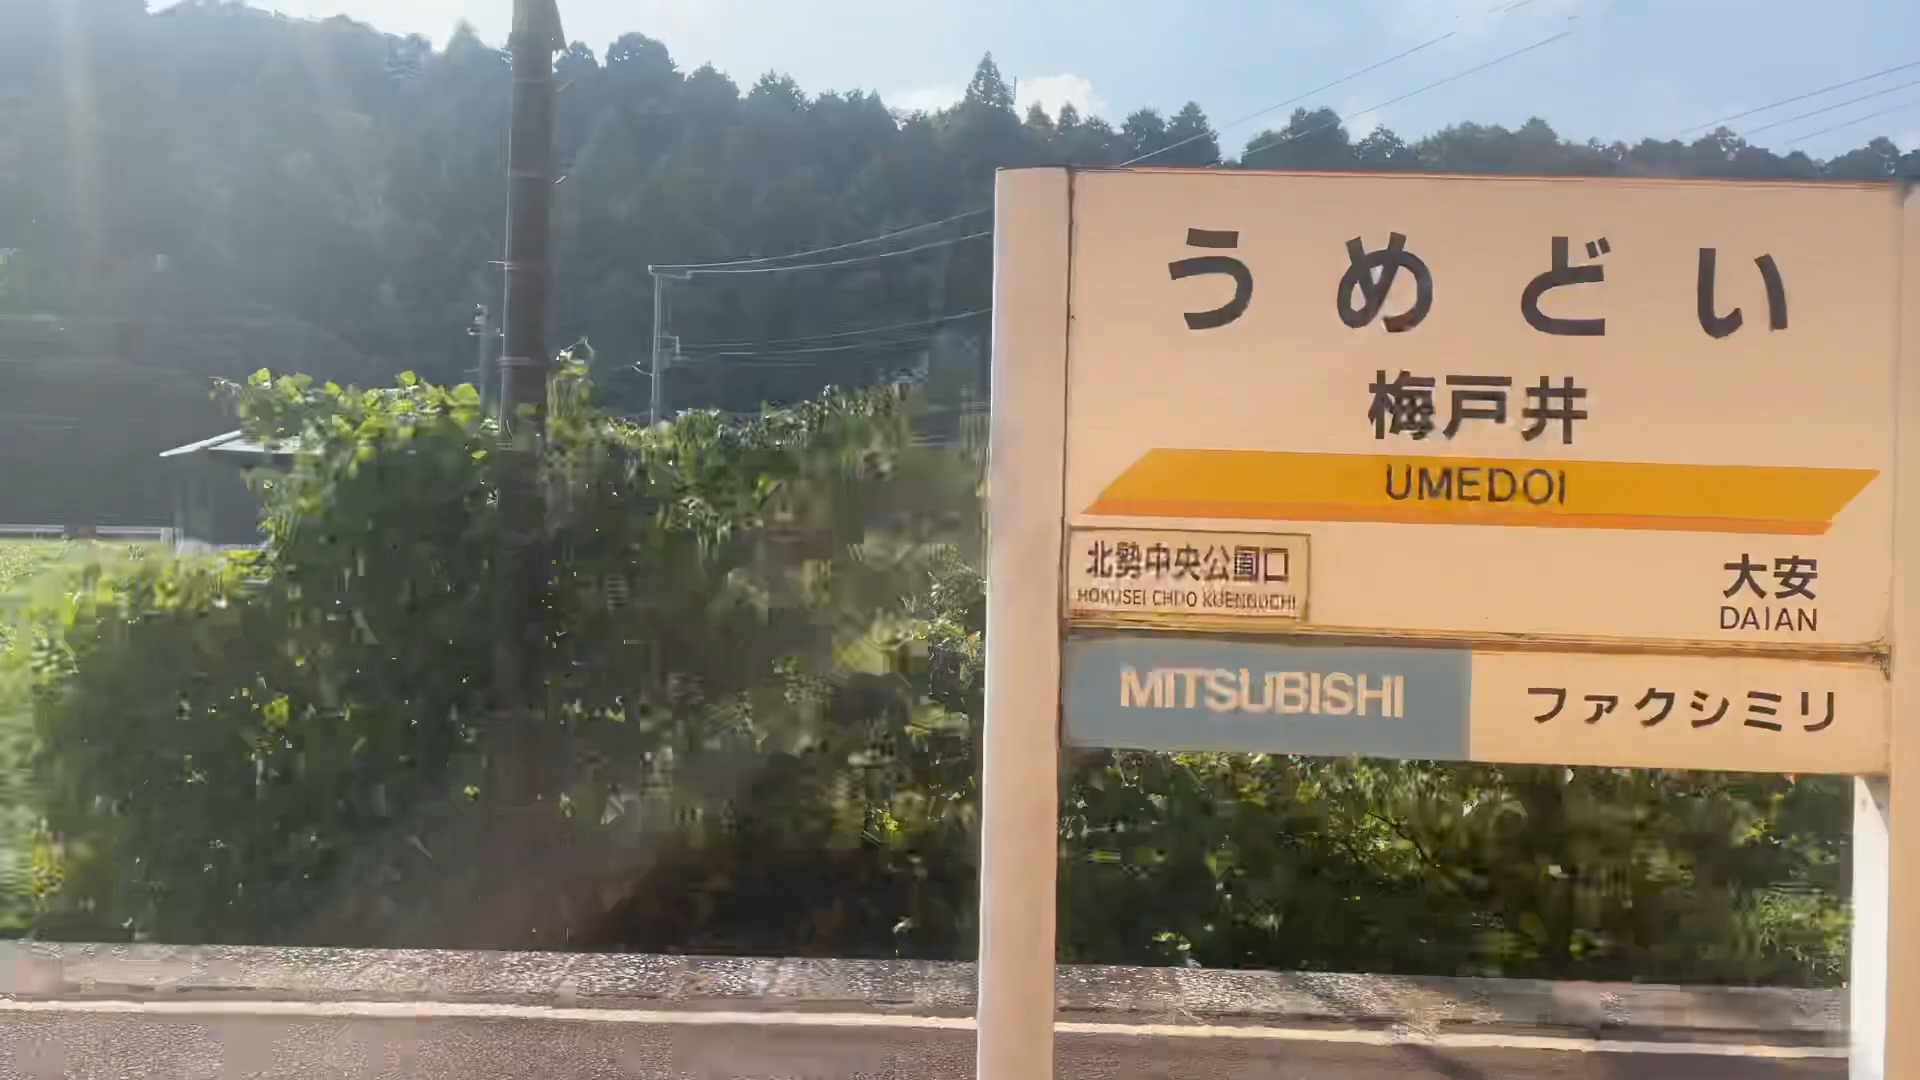 うめどい
梅戸井
UMEDOI
北勢中央公園口
HOKUSEI CHUO KOENGUCHI
大安
DAIAN
MITSUBISHI ファクシミリ